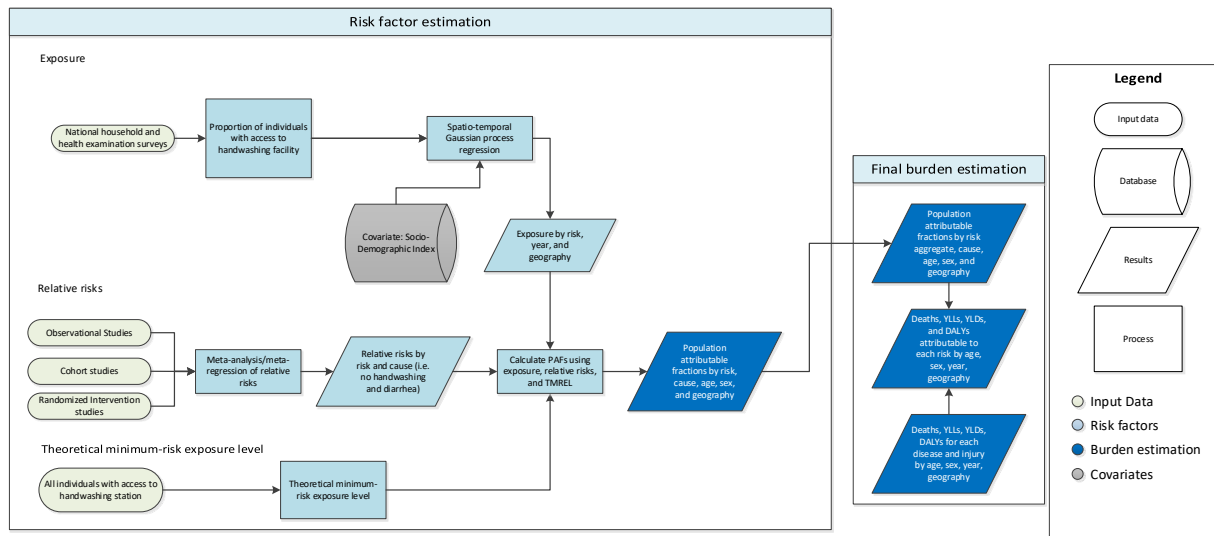 Risk factor estimation
Exposure
National household and
health examination surveys
Proportion of individuals
with access to
handwashing facility
Spatio-temporal
Gaussian process
regression
Covariate: Socio-
Demographic Index
Exposure by risk,
year, and
geography
Relative risks
Observational Studies
Cohort studies
Randomized Intervention
studies
Meta-analysis/meta-
regression of relative
risks
Relative risks by
risk and cause (i.e.
no handwashing
and diarrhea)
Calculate PAFs using
exposure, relative risks,
and TMREL
Population
attributable
fractions by risk,
cause, age, sex,
and geography
Theoretical minimum-risk exposure level
All individuals with access to
handwashing station
Theoretical minimum-
risk exposure level
Final burden estimation
Population
attributable
fractions by risk
aggregate, cause,
age, sex, and
geography
Deaths, YLLs, YLDs,
and DALYs
attributable to
each risk by age,
sex, year,
geography
Deaths, YLLs, YLDs,
DALYs for each
disease and injury
by age, sex, year,
geography
Legend
Input data
Database
Results
Process
Input Data
Risk factors
Burden estimation
Covariates